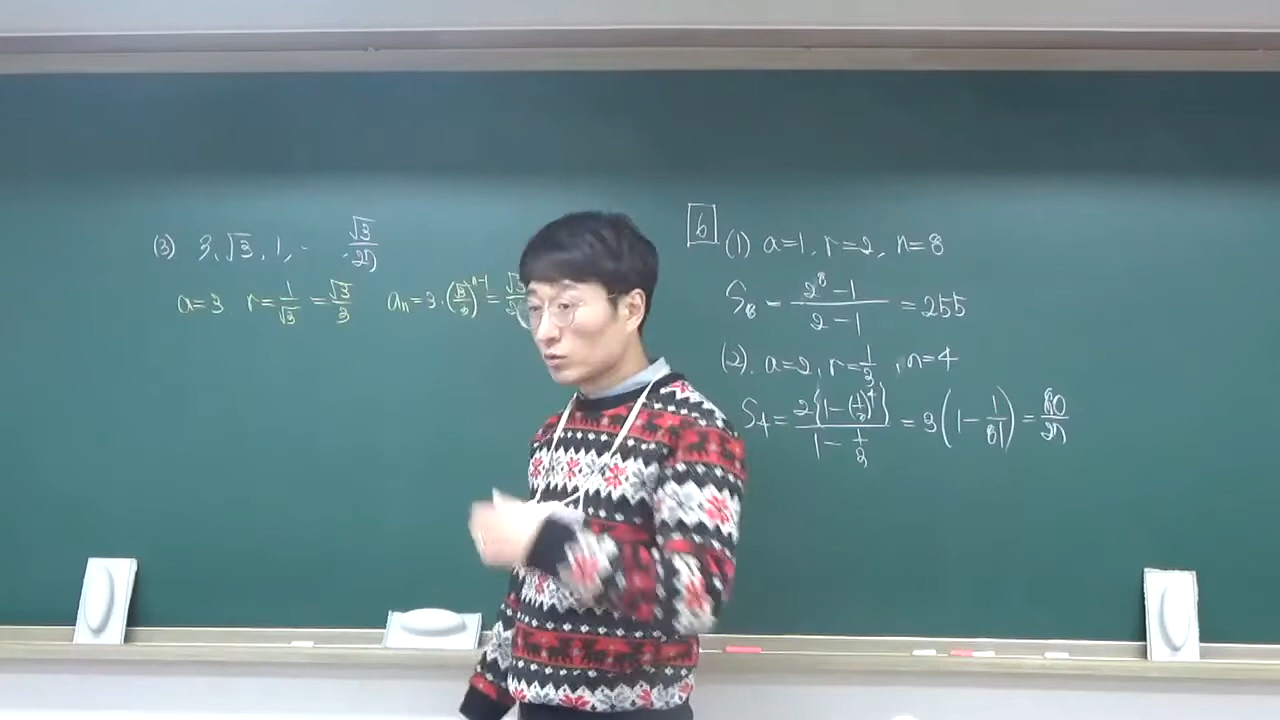 (3) 3, √3, 1, ⋯ √3/27
a=3 r=1/√3 =√3/3 aₙ=3·(√3/3)ⁿ⁻¹=
6
(1) a=1, r=2, n=8
S₈ = (2⁸-1)/(2-1) = 255
(2). a=2, r=1/3, n=4
S₄ = 2{1-(1/3)⁴}/(1-1/3) = 3(1-1/81) = 80/27